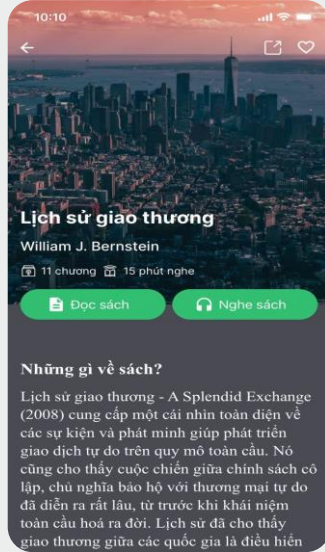 10:10
Lịch sử giao thương
William J. Bernstein
11 chương 15 phút nghe
Đọc sách Nghe sách
Những gì về sách?
Lịch sử giao thương - A Splendid Exchange
(2008) cung cấp một cái nhìn toàn diện về
các sự kiện và phát minh giúp phát triển
giao dịch tự do trên quy mô toàn cầu. Nó
cũng cho thấy cuộc chiến giữa chính sách cô
lập, chủ nghĩa bảo hộ với thương mại tự do
đã diễn ra rất lâu, từ trước khi khái niệm
toàn cầu hoá ra đời. Lịch sử đã cho thấy
giao thương giữa các quốc gia là điều hiển